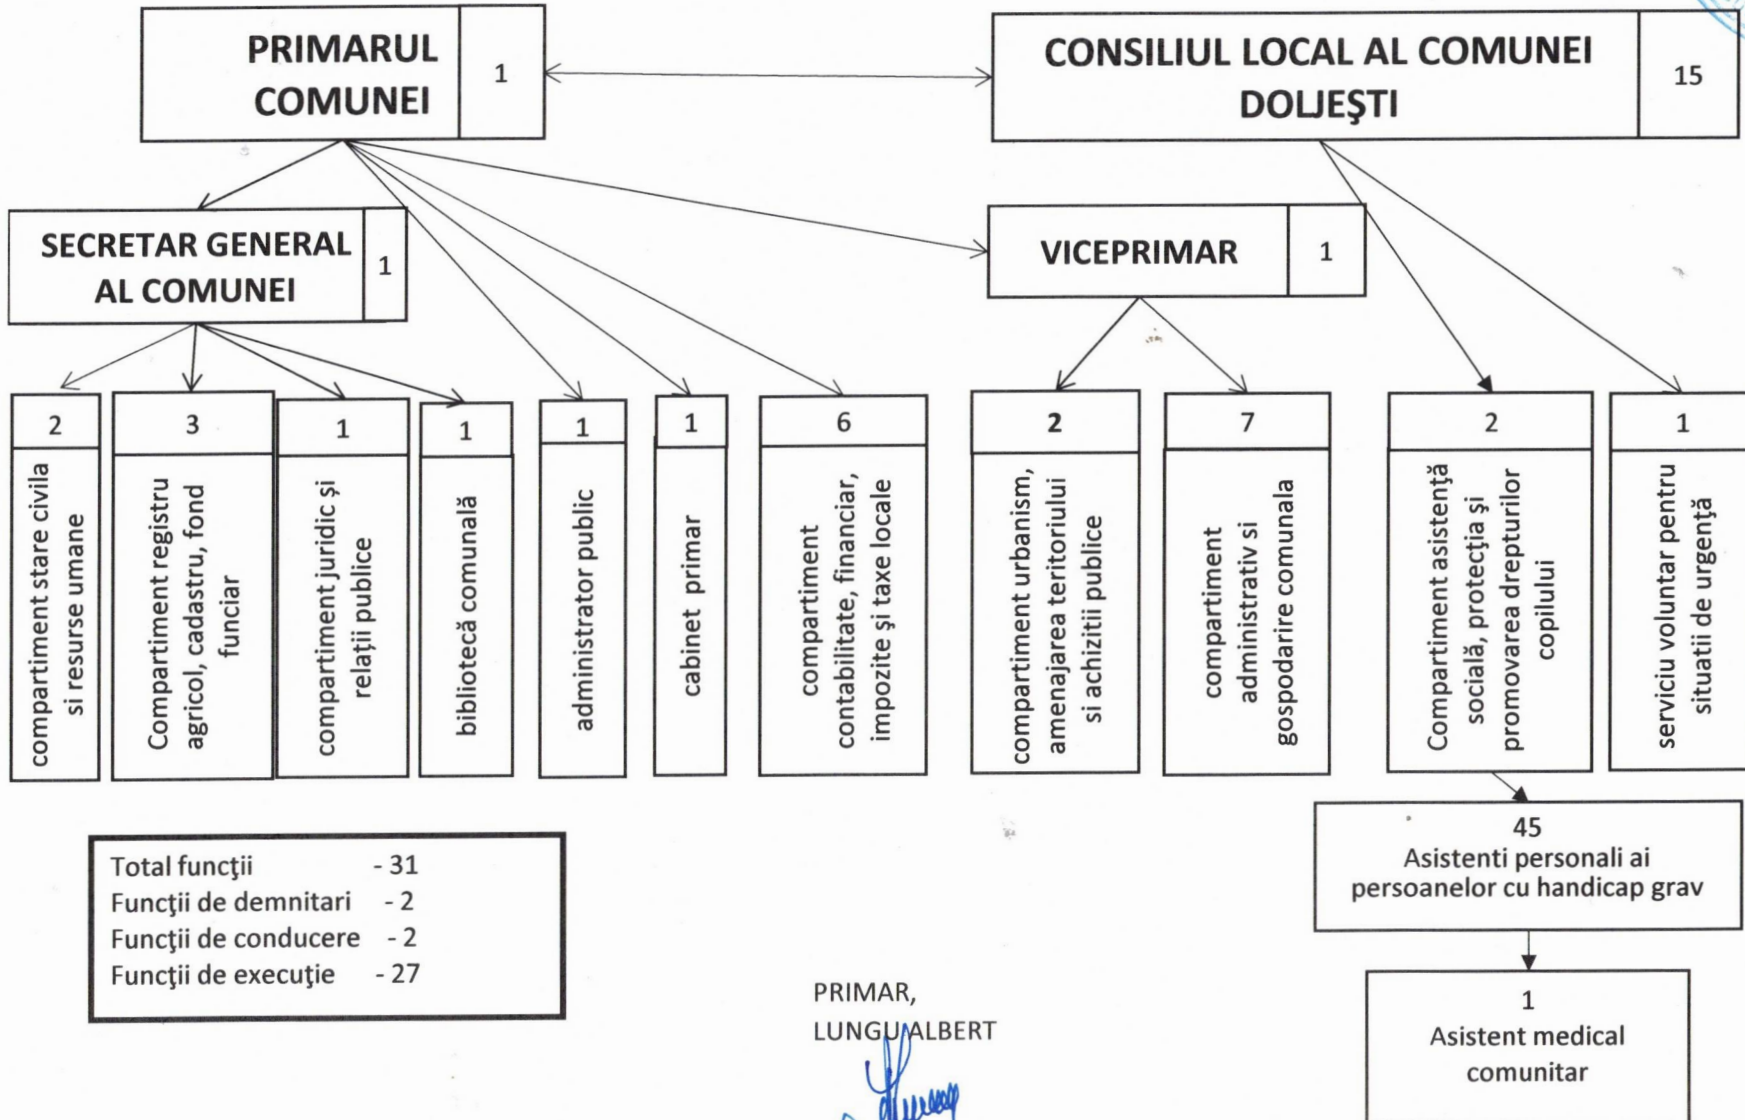 PRIMARUL
COMUNEI
1
CONSILIUL LOCAL AL COMUNEI
DOLJEŞTI
15
SECRETAR GENERAL
AL COMUNEI
1
VICEPRIMAR
1
2
compartiment stare civila
si resurse umane
3
Compartiment registru
agricol, cadastru, fond
funciar
1
compartiment juridic şi
relaţii publice
1
bibliotecă comunală
1
administrator public
1
cabinet primar
6
compartiment
contabilitate, financiar,
impozite şi taxe locale
2
compartiment urbanism,
amenajarea teritoriului
si achizitii publice
7
compartiment
administrativ si
gospodarire comunala
2
Compartiment asistenţă
socială, protecţia şi
promovarea drepturilor
copilului
1
serviciu voluntar pentru
situatii de urgenţă
45
Asistenti personali ai
persoanelor cu handicap grav
1
Asistent medical
comunitar
Total funcţii - 31
Funcţii de demnitari - 2
Funcţii de conducere - 2
Funcţii de execuţie - 27
PRIMAR,
LUNGU ALBERT